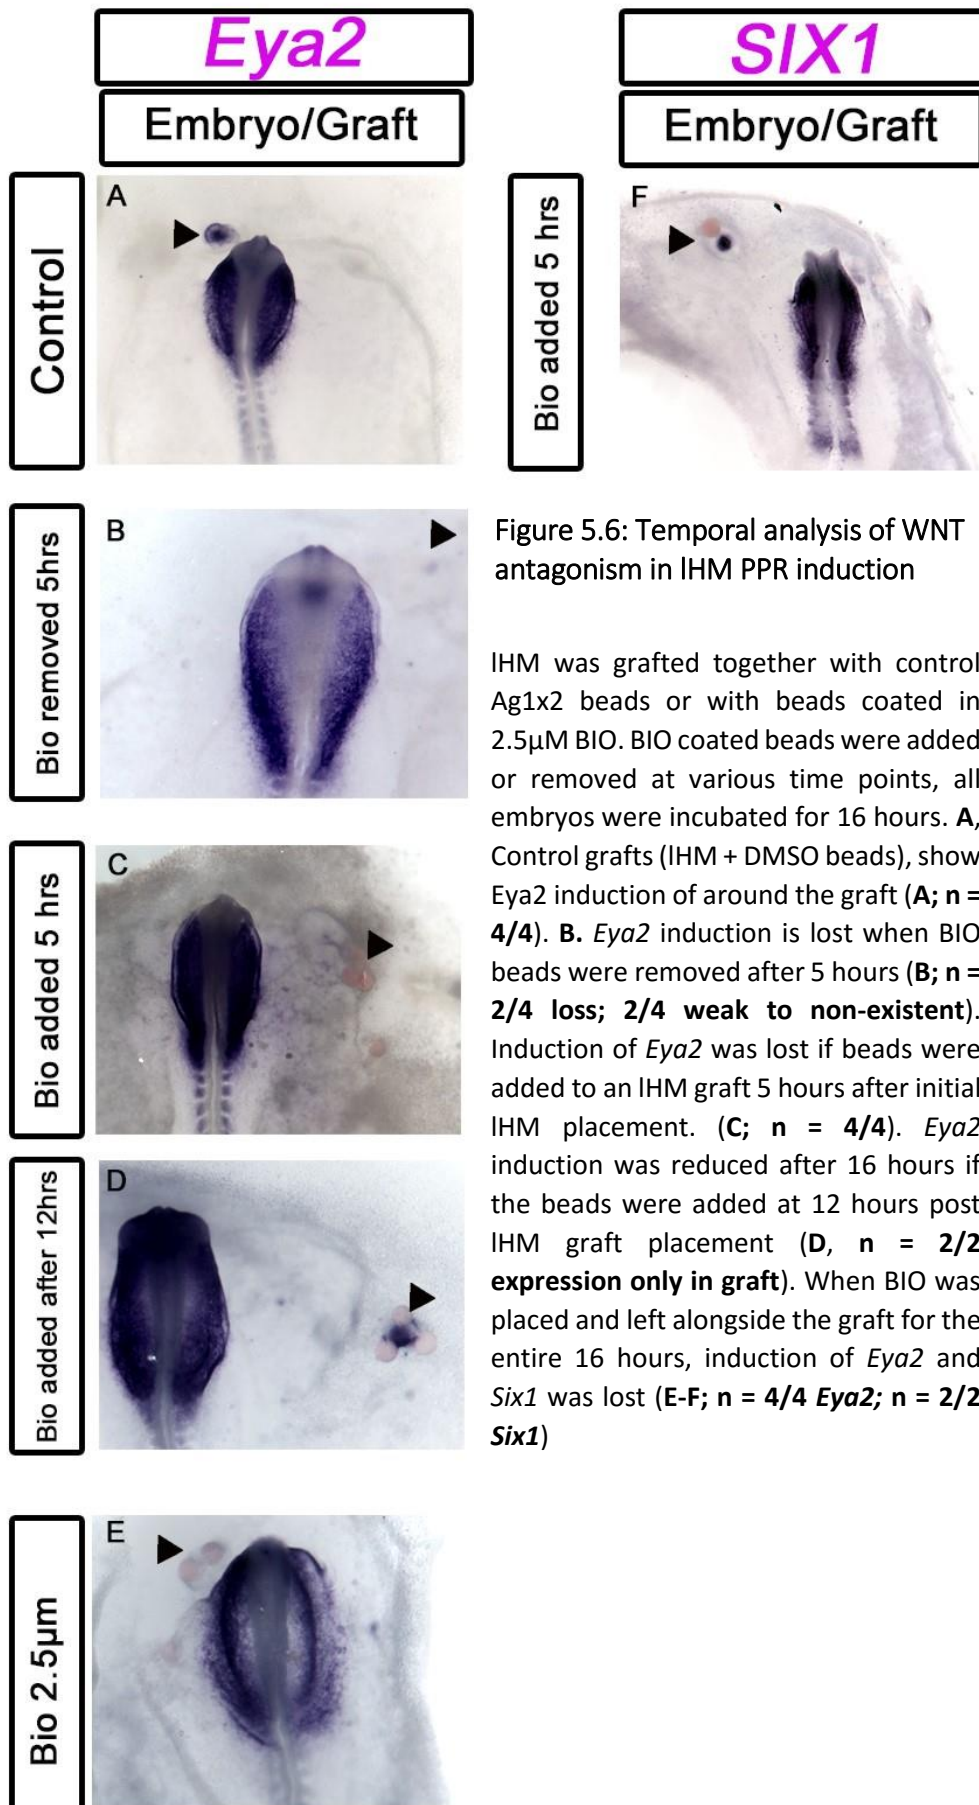 Eya2
Embryo/Graft
SIX1
Embryo/Graft
Control
A
Bio added 5 hrs
F
Bio removed 5hrs
B
Bio added 5 hrs
C
Bio added after 12hrs
D
Bio 2.5µm
E
Figure 5.6: Temporal analysis of WNT
antagonism in lHM PPR induction
lHM was grafted together with control
Ag1x2 beads or with beads coated in
2.5µM BIO. BIO coated beads were added
or removed at various time points, all
embryos were incubated for 16 hours. A,
Control grafts (lHM + DMSO beads), show
Eya2 induction of around the graft (A; n =
4/4). B. Eya2 induction is lost when BIO
beads were removed after 5 hours (B; n =
2/4 loss; 2/4 weak to non-existent).
Induction of Eya2 was lost if beads were
added to an lHM graft 5 hours after initial
lHM placement. (C; n = 4/4). Eya2
induction was reduced after 16 hours if
the beads were added at 12 hours post
lHM graft placement (D, n = 2/2
expression only in graft). When BIO was
placed and left alongside the graft for the
entire 16 hours, induction of Eya2 and
Six1 was lost (E-F; n = 4/4 Eya2; n = 2/2
Six1)